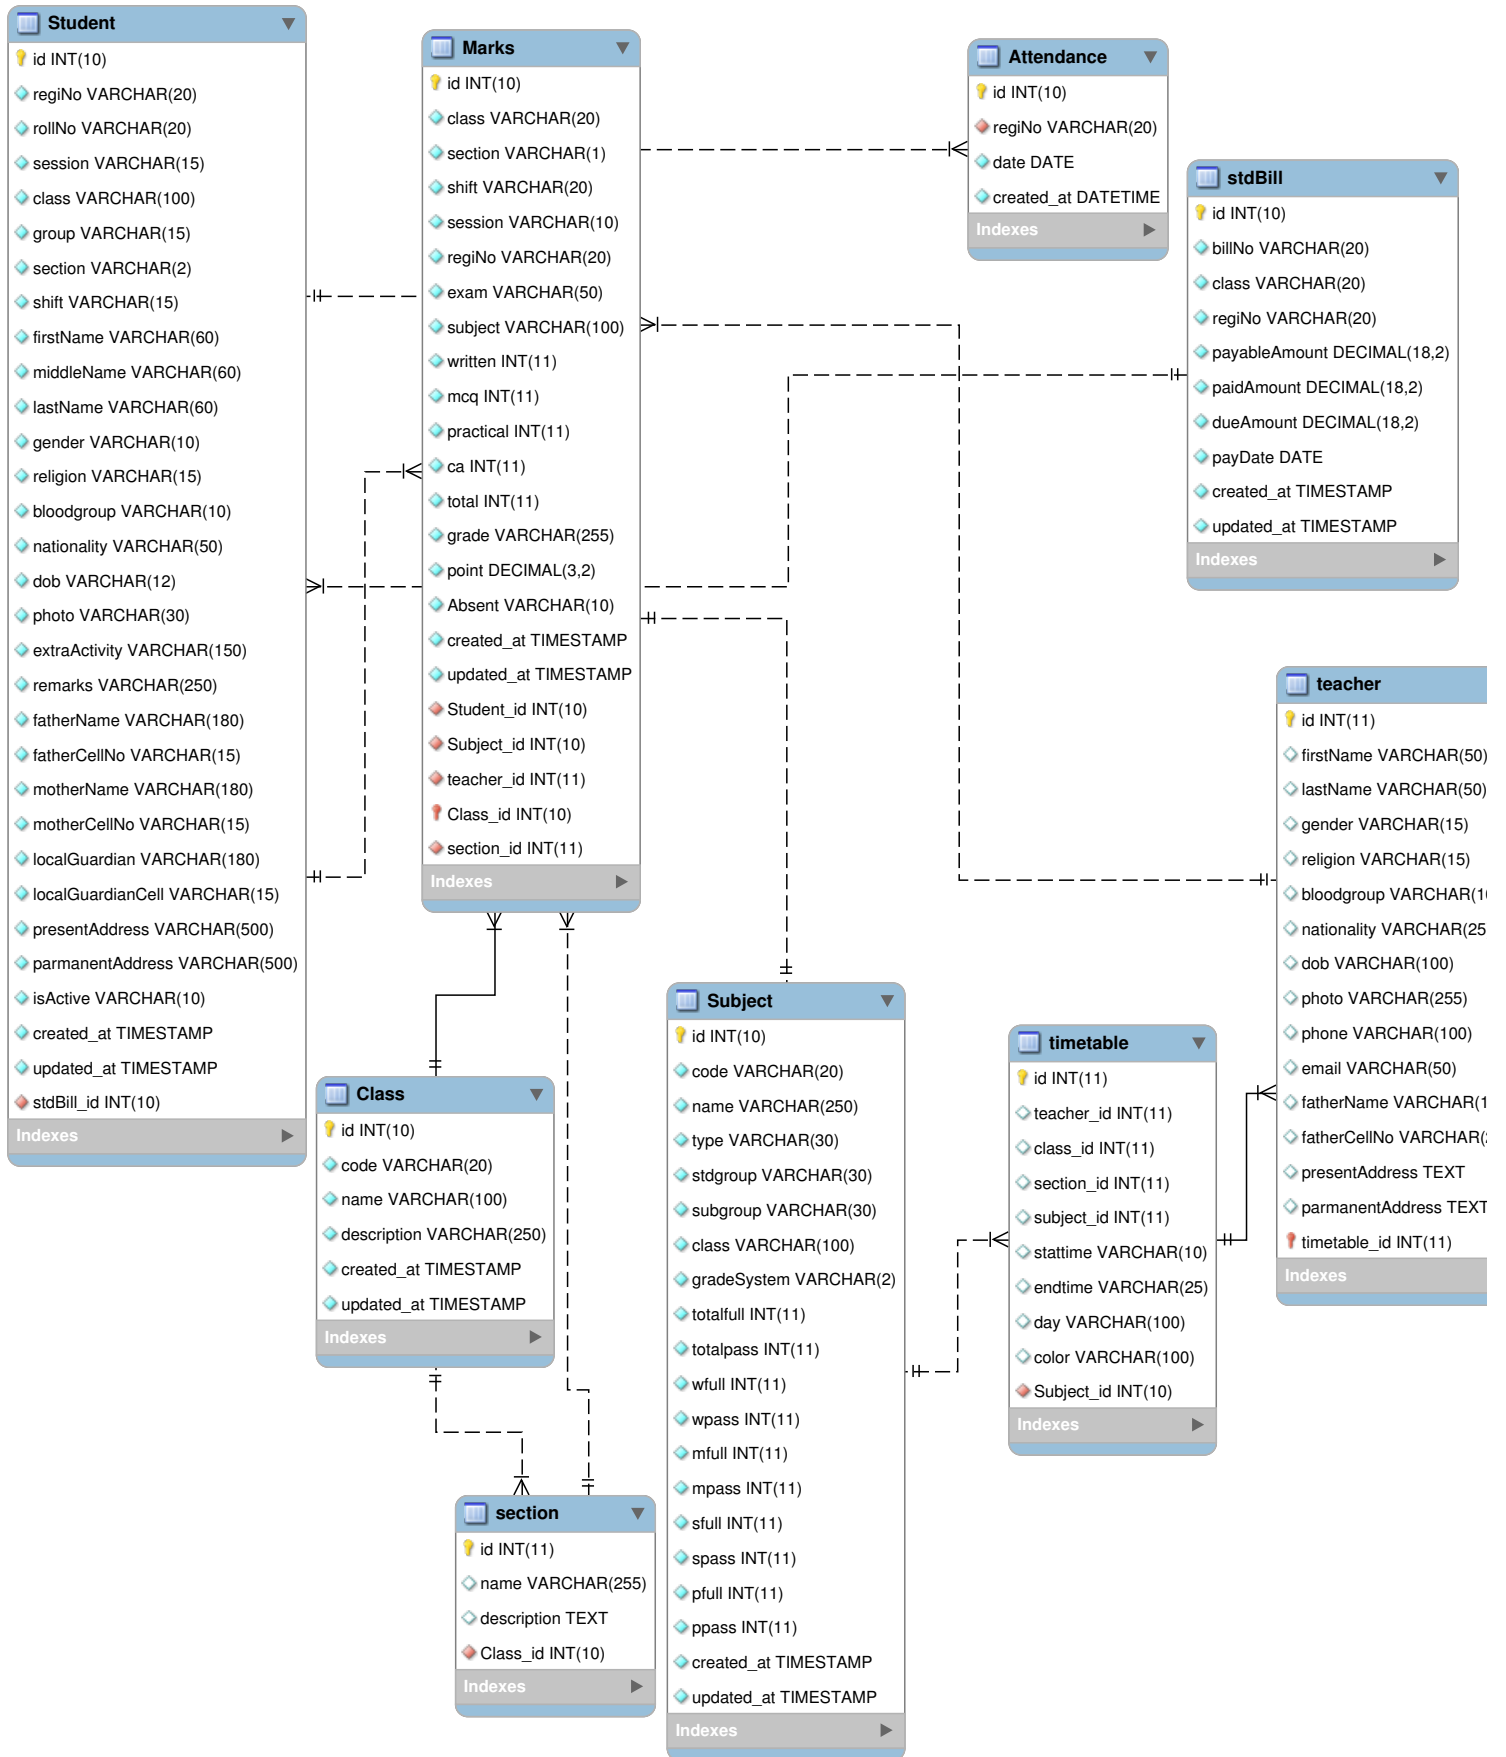 Student
id INT(10)
regiNo VARCHAR(20)
rollNo VARCHAR(20)
session VARCHAR(15)
class VARCHAR(100)
group VARCHAR(15)
section VARCHAR(2)
shift VARCHAR(15)
firstName VARCHAR(60)
middleName VARCHAR(60)
lastName VARCHAR(60)
gender VARCHAR(10)
religion VARCHAR(15)
bloodgroup VARCHAR(10)
nationality VARCHAR(50)
dob VARCHAR(12)
photo VARCHAR(30)
extraActivity VARCHAR(150)
remarks VARCHAR(250)
fatherName VARCHAR(180)
fatherCellNo VARCHAR(15)
motherName VARCHAR(180)
motherCellNo VARCHAR(15)
localGuardian VARCHAR(180)
localGuardianCell VARCHAR(15)
presentAddress VARCHAR(500)
parmanentAddress VARCHAR(500)
isActive VARCHAR(10)
created_at TIMESTAMP
updated_at TIMESTAMP
stdBill_id INT(10)
Indexes
Marks
id INT(10)
class VARCHAR(20)
section VARCHAR(1)
shift VARCHAR(20)
session VARCHAR(10)
regiNo VARCHAR(20)
exam VARCHAR(50)
subject VARCHAR(100)
written INT(11)
mcq INT(11)
practical INT(11)
ca INT(11)
total INT(11)
grade VARCHAR(255)
point DECIMAL(3,2)
Absent VARCHAR(10)
created_at TIMESTAMP
updated_at TIMESTAMP
Student_id INT(10)
Subject_id INT(10)
teacher_id INT(11)
Class_id INT(10)
section_id INT(11)
Indexes
Attendance
id INT(10)
regiNo VARCHAR(20)
date DATE
created_at DATETIME
Indexes
stdBill
id INT(10)
billNo VARCHAR(20)
class VARCHAR(20)
regiNo VARCHAR(20)
payableAmount DECIMAL(18,2)
paidAmount DECIMAL(18,2)
dueAmount DECIMAL(18,2)
payDate DATE
created_at TIMESTAMP
updated_at TIMESTAMP
Indexes
teacher
id INT(11)
firstName VARCHAR(50)
lastName VARCHAR(50)
gender VARCHAR(15)
religion VARCHAR(15)
bloodgroup VARCHAR(1
nationality VARCHAR(25
dob VARCHAR(100)
photo VARCHAR(255)
phone VARCHAR(100)
email VARCHAR(50)
fatherName VARCHAR(1
fatherCellNo VARCHAR(
presentAddress TEXT
parmanentAddress TEXT
timetable_id INT(11)
Indexes
Class
id INT(10)
code VARCHAR(20)
name VARCHAR(100)
description VARCHAR(250)
created_at TIMESTAMP
updated_at TIMESTAMP
Indexes
section
id INT(11)
name VARCHAR(255)
description TEXT
Class_id INT(10)
Indexes
Subject
id INT(10)
code VARCHAR(20)
name VARCHAR(250)
type VARCHAR(30)
stdgroup VARCHAR(30)
subgroup VARCHAR(30)
class VARCHAR(100)
gradeSystem VARCHAR(2)
totalfull INT(11)
totalpass INT(11)
wfull INT(11)
wpass INT(11)
mfull INT(11)
mpass INT(11)
sfull INT(11)
spass INT(11)
pfull INT(11)
ppass INT(11)
created_at TIMESTAMP
updated_at TIMESTAMP
Indexes
timetable
id INT(11)
teacher_id INT(11)
class_id INT(11)
section_id INT(11)
subject_id INT(11)
stattime VARCHAR(10)
endtime VARCHAR(25)
day VARCHAR(100)
color VARCHAR(100)
Subject_id INT(10)
Indexes